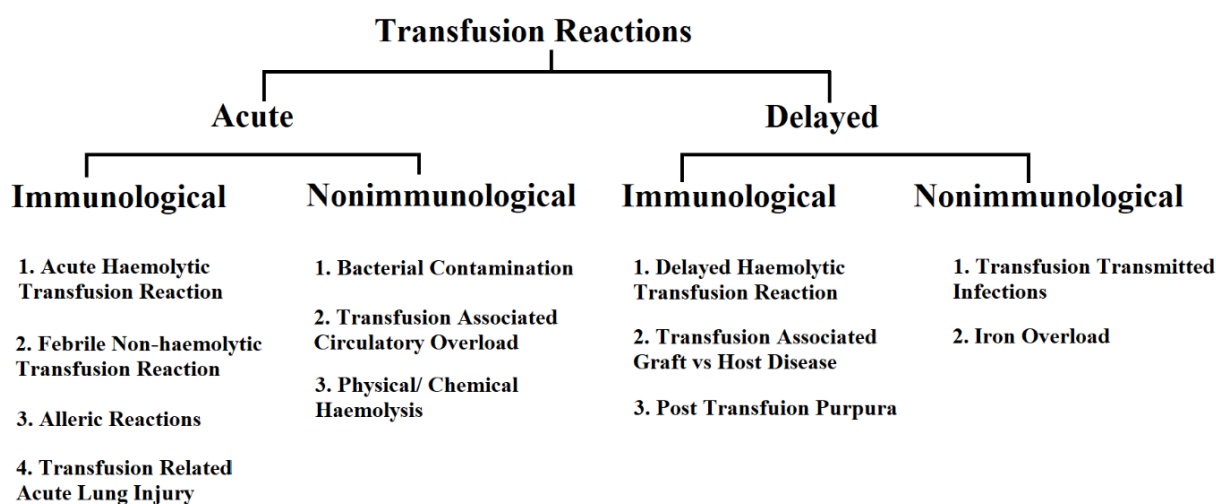 Transfusion Reactions
Acute
Delayed
Immunological
Nonimmunological
Immunological
Nonimmunological
1. Acute Haemolytic
Transfusion Reaction
2. Febrile Non-haemolytic
Transfusion Reaction
3. Alleric Reactions
4. Transfusion Related
Acute Lung Injury
1. Bacterial Contamination
2. Transfusion Associated
Circulatory Overload
3. Physical/ Chemical
Haemolysis
1. Delayed Haemolytic
Transfusion Reaction
2. Transfusion Associated
Graft vs Host Disease
3. Post Transfuion Purpura
1. Transfusion Transmitted
Infections
2. Iron Overload